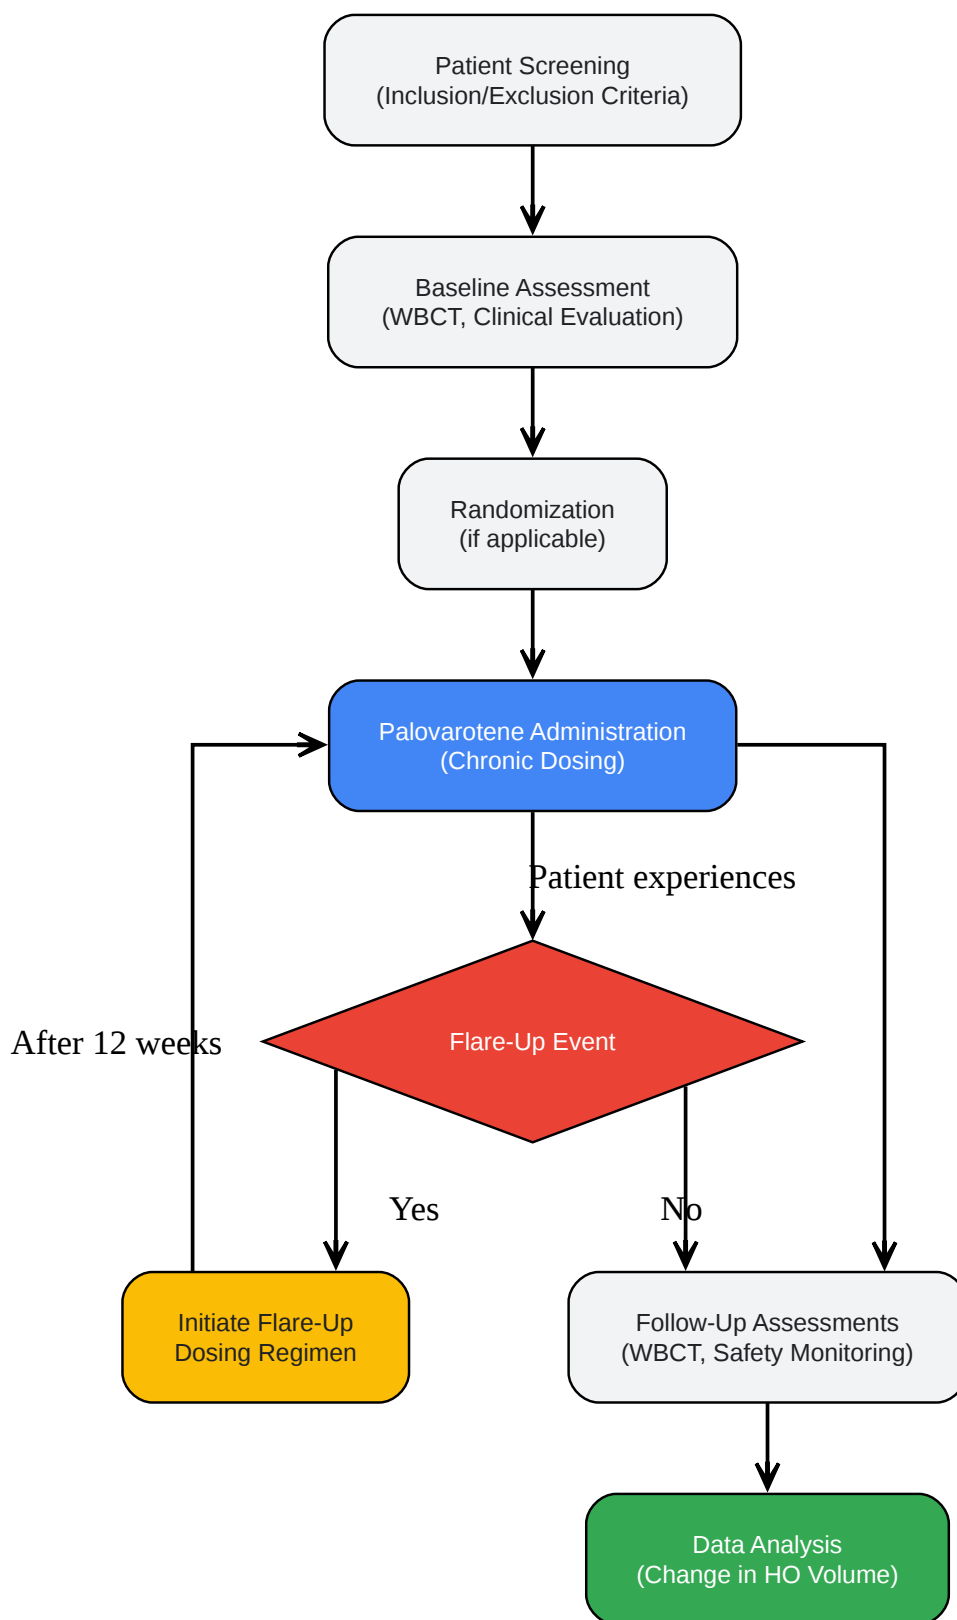 Patient Screening
(Inclusion/Exclusion Criteria)
Baseline Assessment
(WBCT, Clinical Evaluation)
Randomization
(if applicable)
Palovarotene Administration
(Chronic Dosing)
Patient experiences
After 12 weeks
Flare-Up Event
Yes
No
Initiate Flare-Up
Dosing Regimen
Follow-Up Assessments
(WBCT, Safety Monitoring)
Data Analysis
(Change in HO Volume)